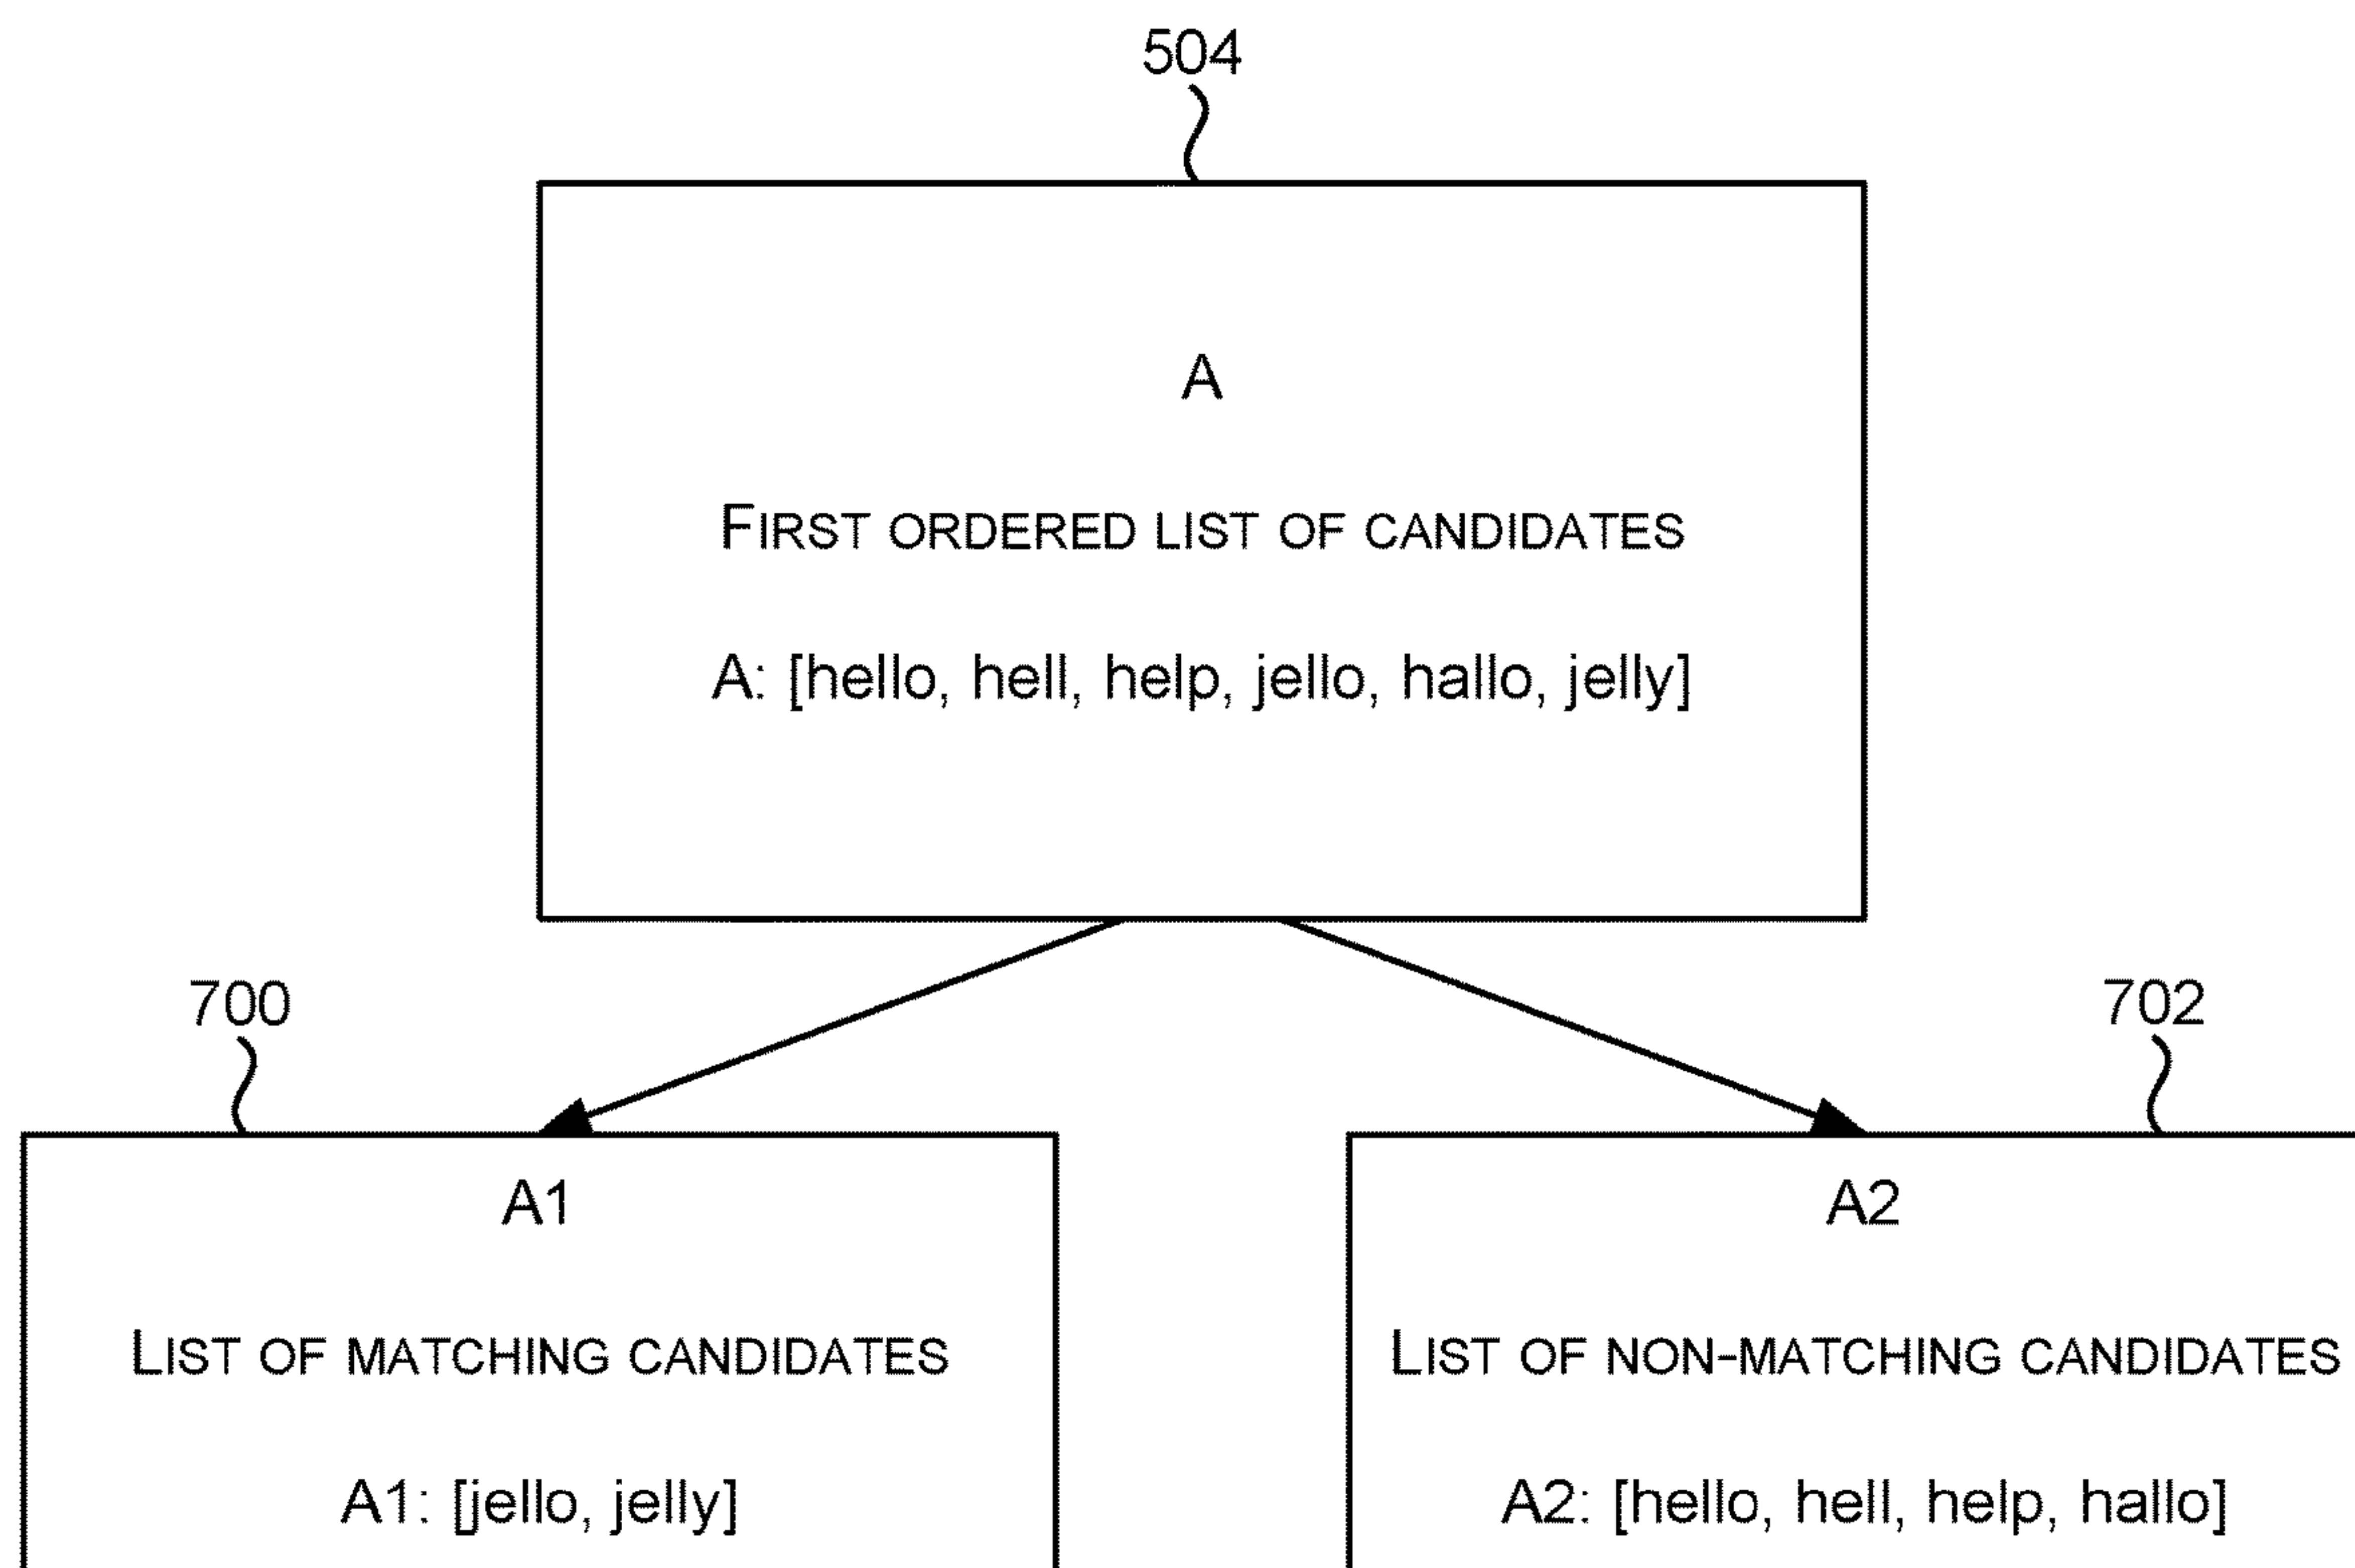 504
A
FIRST ORDERED LIST OF CANDIDATES
A: [hello, hell, help, jello, hallo, jelly]
700
702
A1
LIST OF MATCHING CANDIDATES
A1: [jello, jelly]
A2
LIST OF NON-MATCHING CANDIDATES
A2: [hello, hell, help, hallo]